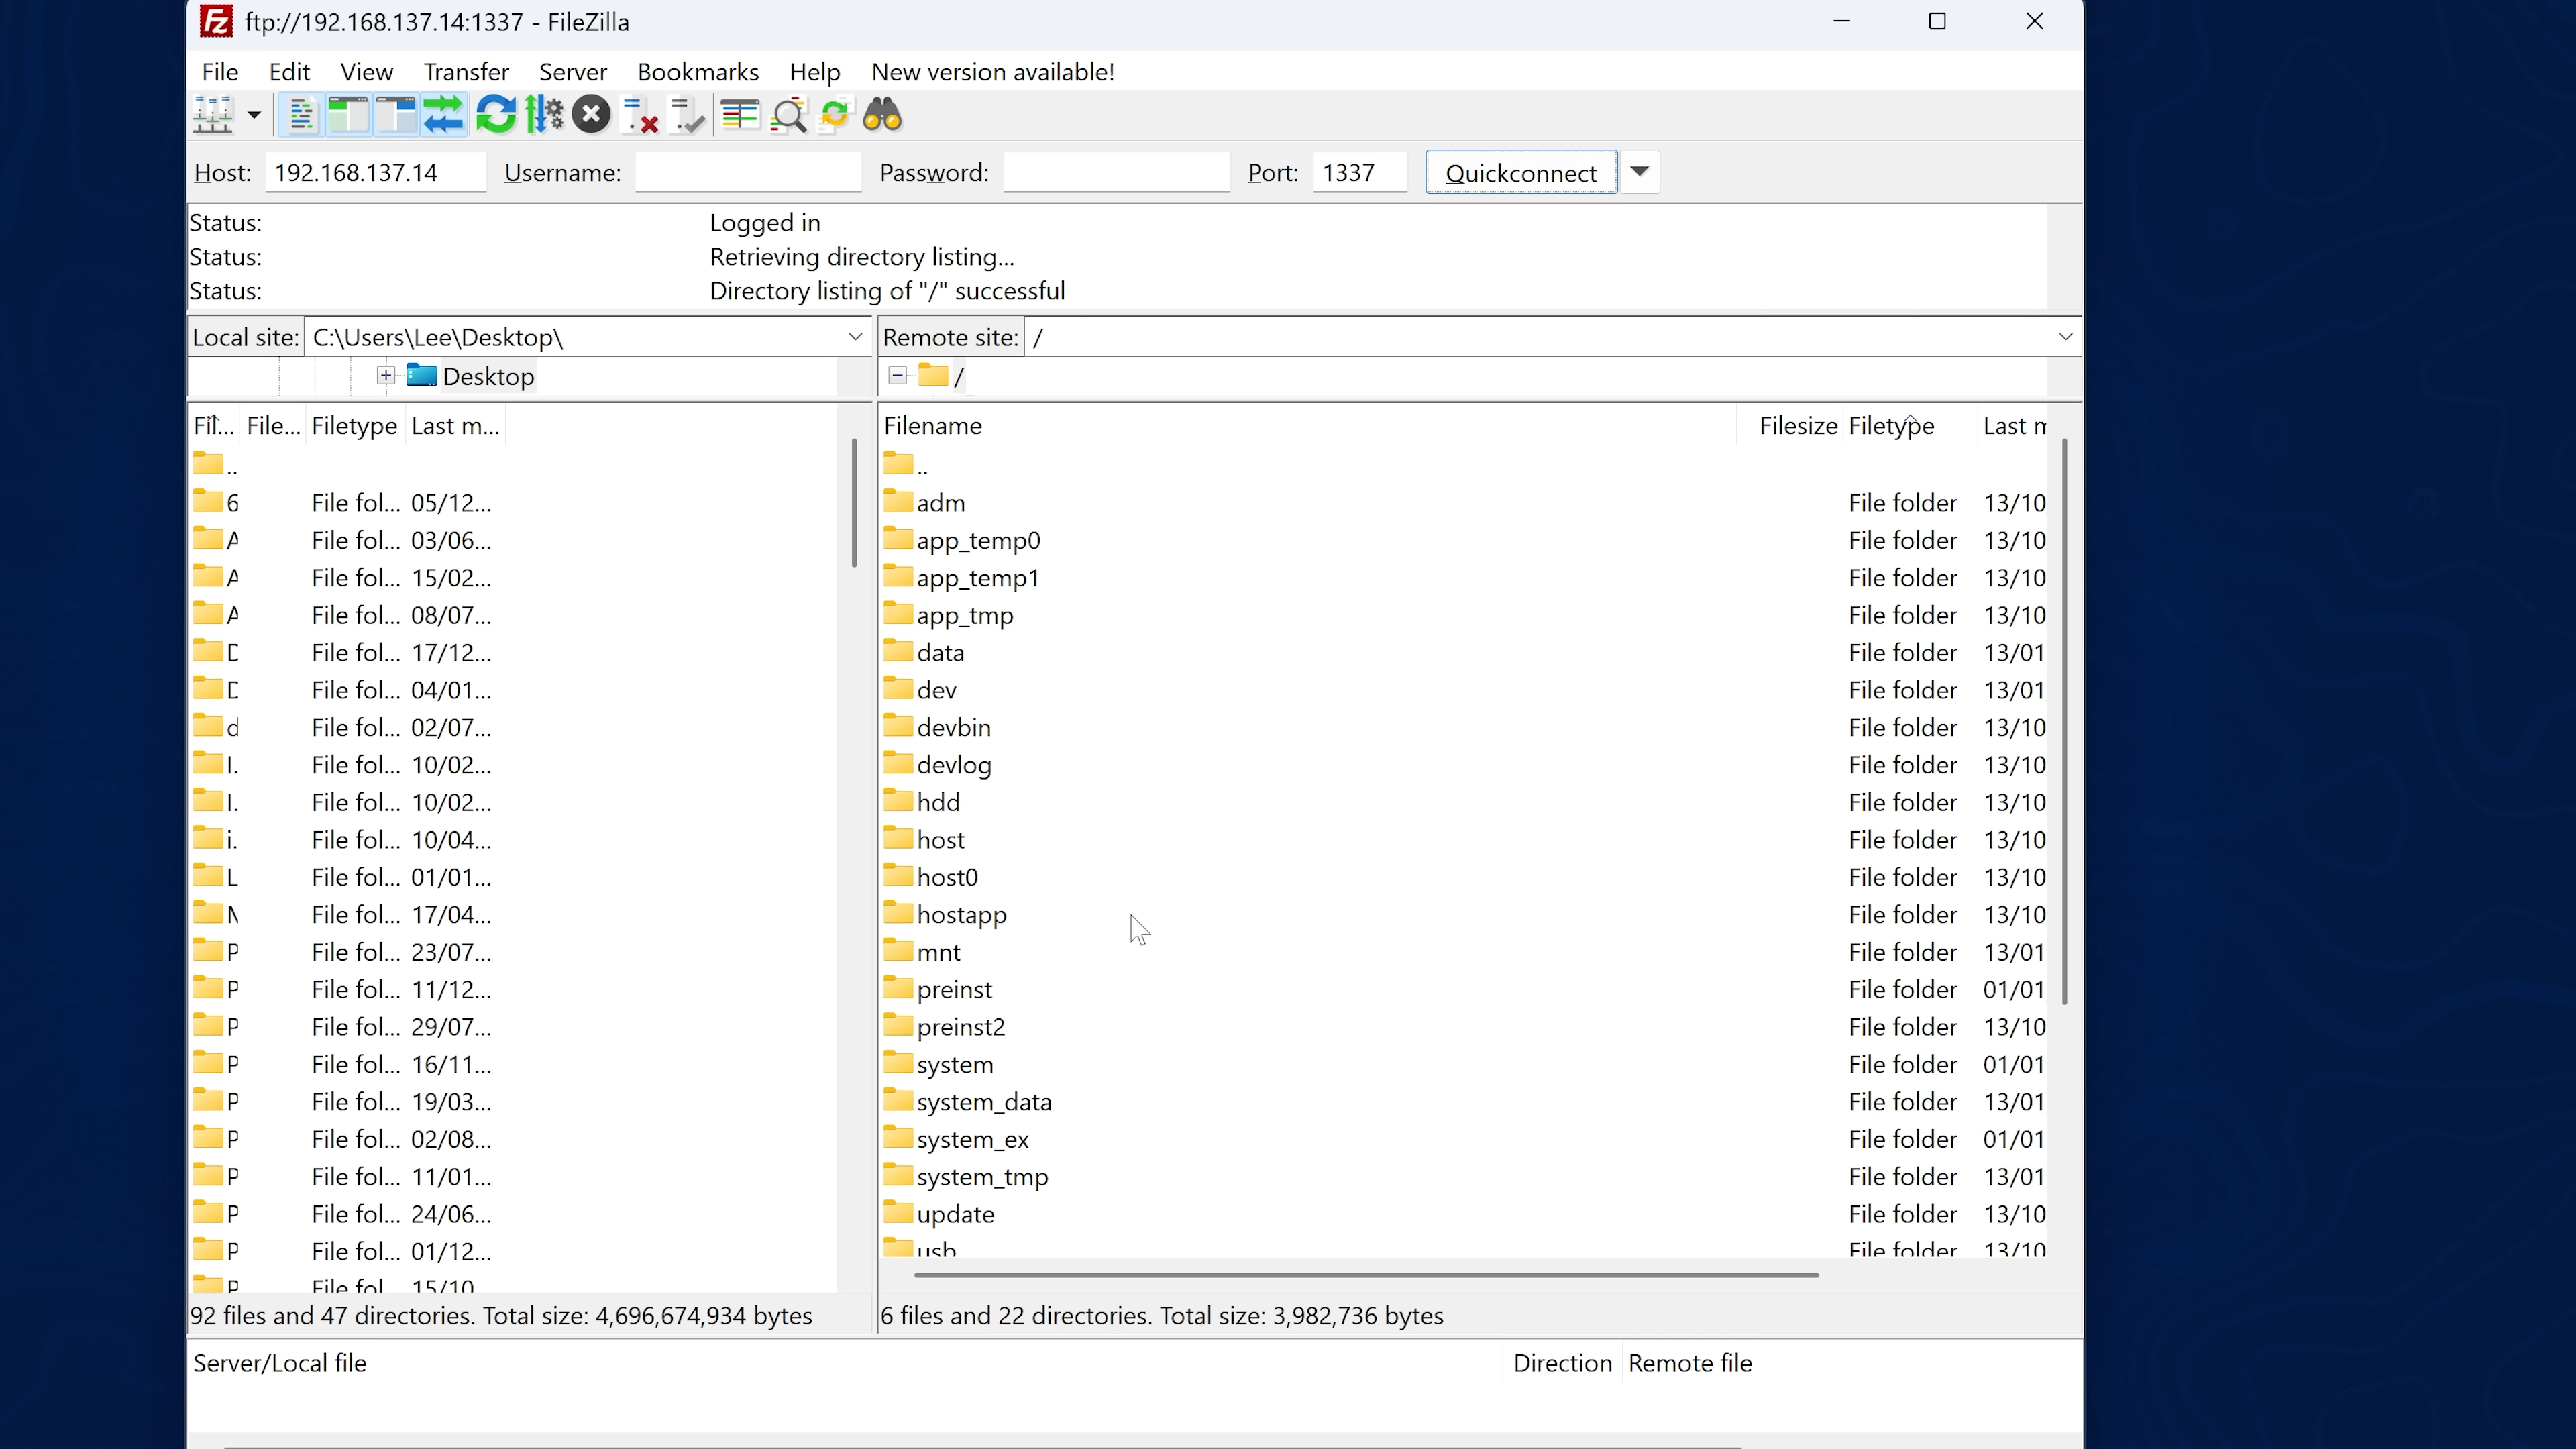 ftp://192.168.137.14:1337 - FileZilla
File Edit View Transfer Server Bookmarks Help New version available!
Host: 192.168.137.14 Username: Password: Port: 1337 Quickconnect
Status: Logged in
Status: Retrieving directory listing...
Status: Directory listing of "/" successful
Local site: C:\Users\Lee\Desktop\
Desktop
Fil... File... Filetype Last m...
..
6 File fol... 05/12...
A File fol... 03/06...
A File fol... 15/02...
A File fol... 08/07...
D File fol... 17/12...
D File fol... 04/01...
d File fol... 02/07...
I. File fol... 10/02...
I. File fol... 10/02...
i. File fol... 10/04...
L File fol... 01/01...
M File fol... 17/04...
P File fol... 23/07...
P File fol... 11/12...
P File fol... 29/07...
P File fol... 16/11...
P File fol... 19/03...
P File fol... 02/08...
P File fol... 11/01...
P File fol... 24/06...
P File fol... 01/12...
P File fol... 15/10
92 files and 47 directories. Total size: 4,696,674,934 bytes
Remote site: /
/
Filename Filesize Filetype Last m
..
adm File folder 13/10
app_temp0 File folder 13/10
app_temp1 File folder 13/10
app_tmp File folder 13/10
data File folder 13/01
dev File folder 13/01
devbin File folder 13/10
devlog File folder 13/10
hdd File folder 13/10
host File folder 13/10
host0 File folder 13/10
hostapp File folder 13/10
mnt File folder 13/01
preinst File folder 01/01
preinst2 File folder 13/10
system File folder 01/01
system_data File folder 13/01
system_ex File folder 01/01
system_tmp File folder 13/01
update File folder 13/10
usb File folder 13/10
6 files and 22 directories. Total size: 3,982,736 bytes
Server/Local file Direction Remote file